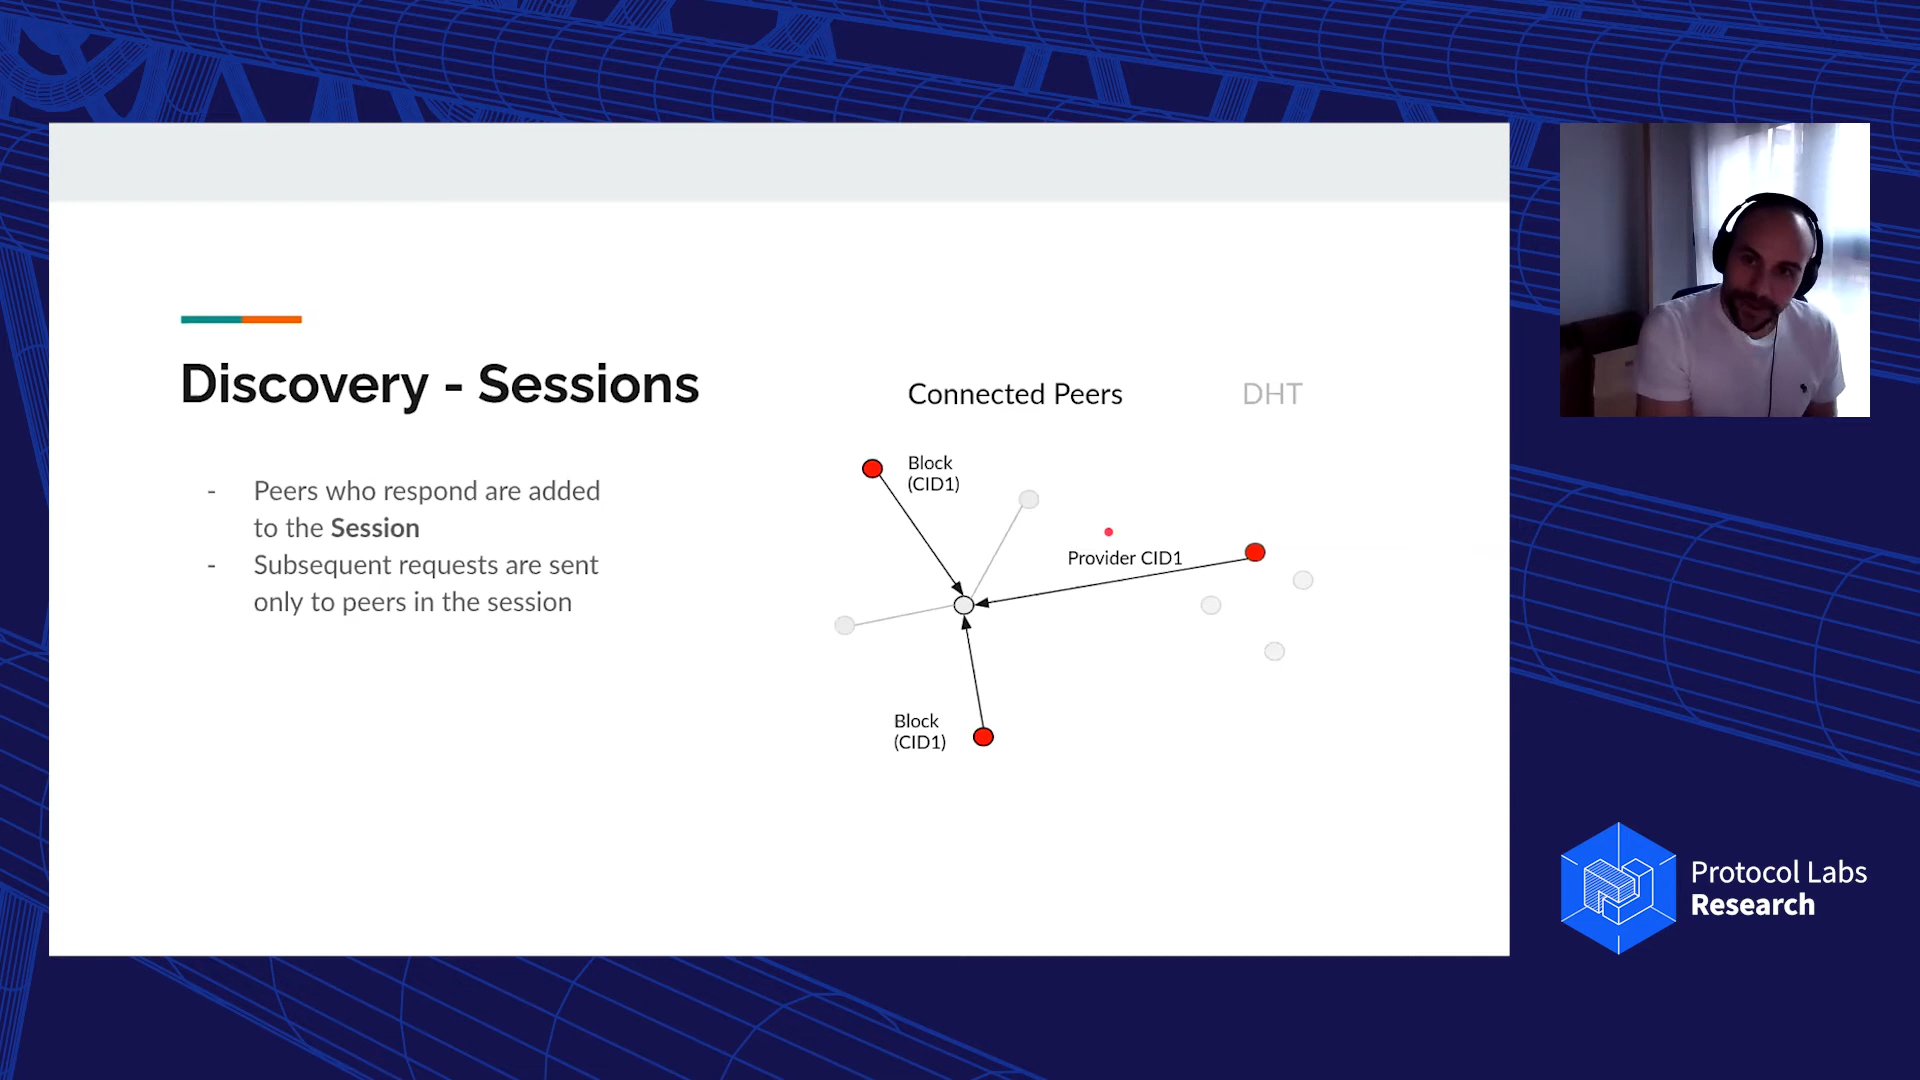 Discovery - Sessions
- Peers who respond are added
to the Session
- Subsequent requests are sent
only to peers in the session
Connected Peers
DHT
Block
(CID1)
Provider CID1
Block
(CID1)
Protocol Labs
Research